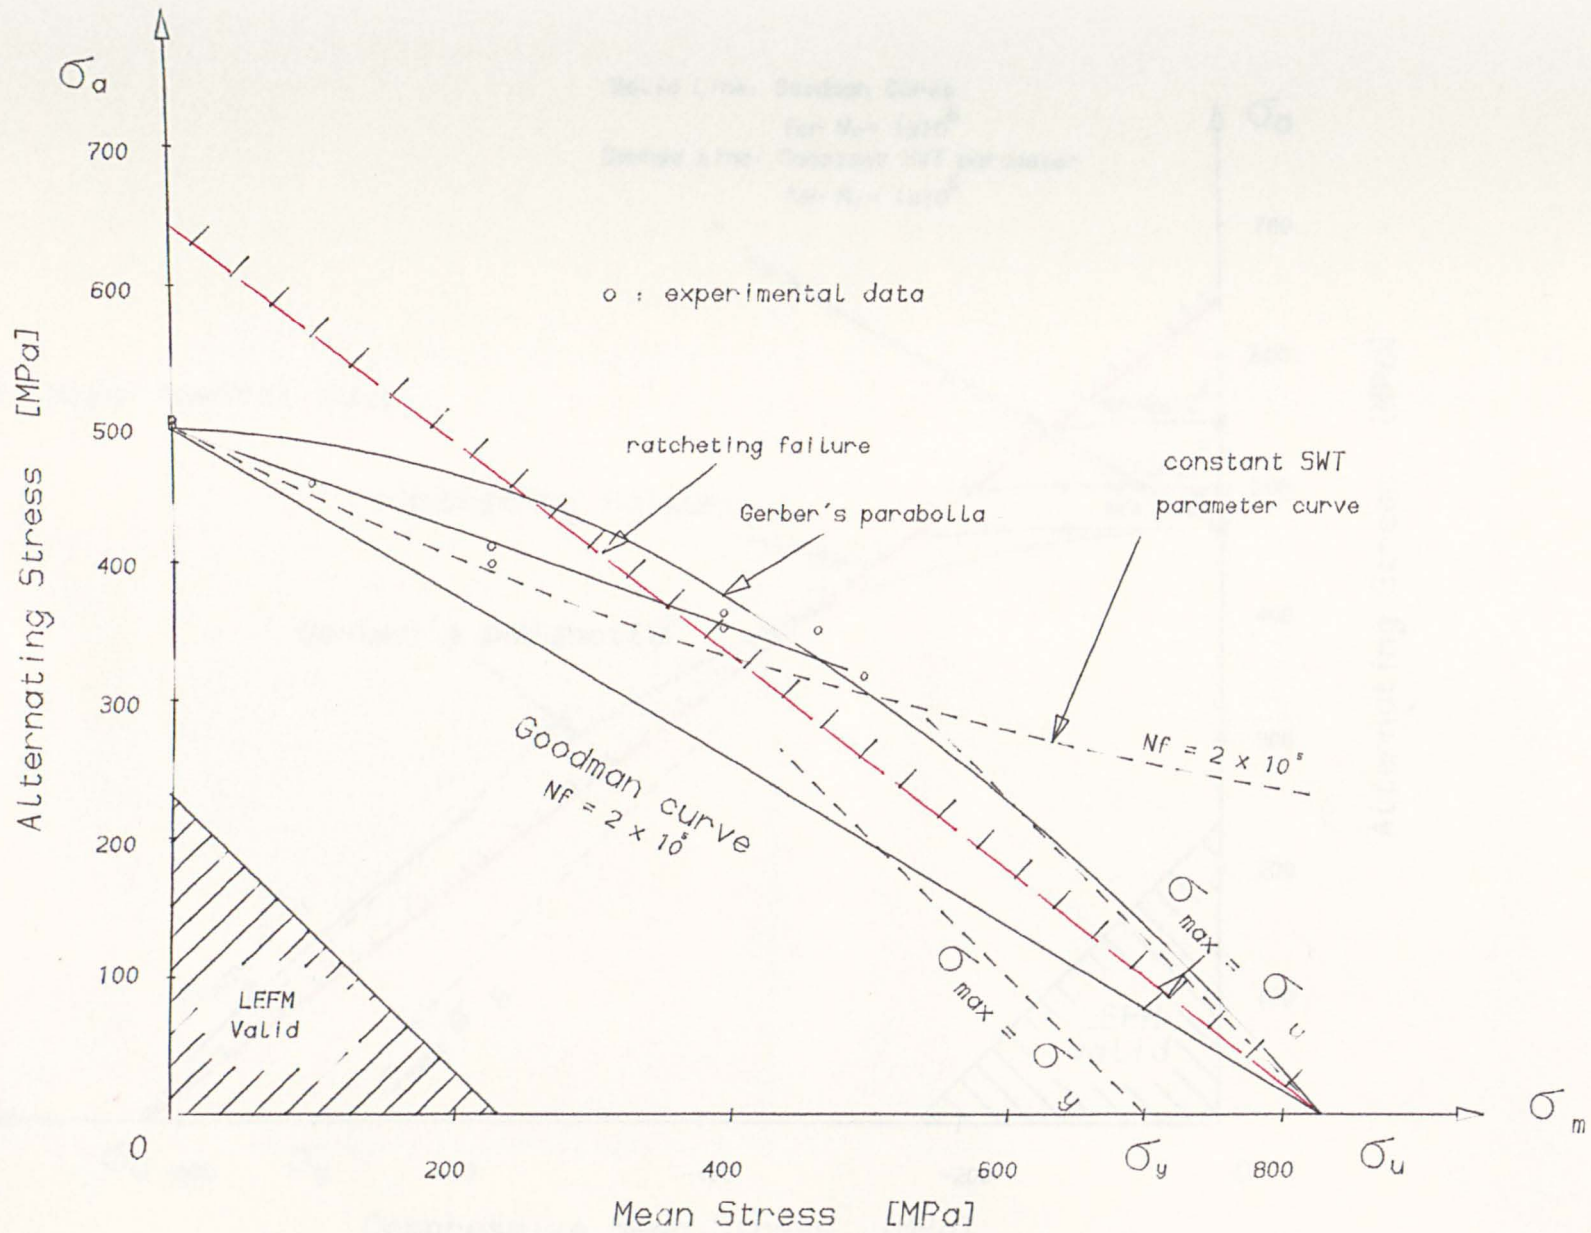 σa
700
600
500
400
300
200
100
0
Alternating Stress [MPa]
o : experimental data
ratcheting failure
Gerber's parabolla
constant SWT
parameter curve
Nf = 2 x 10⁵
Goodman curve
Nf = 2 x 10⁵
σmax = σu
σmax = σy
LEFM
Valid
200
400
600
σy
800
σu
σm
Mean Stress [MPa]